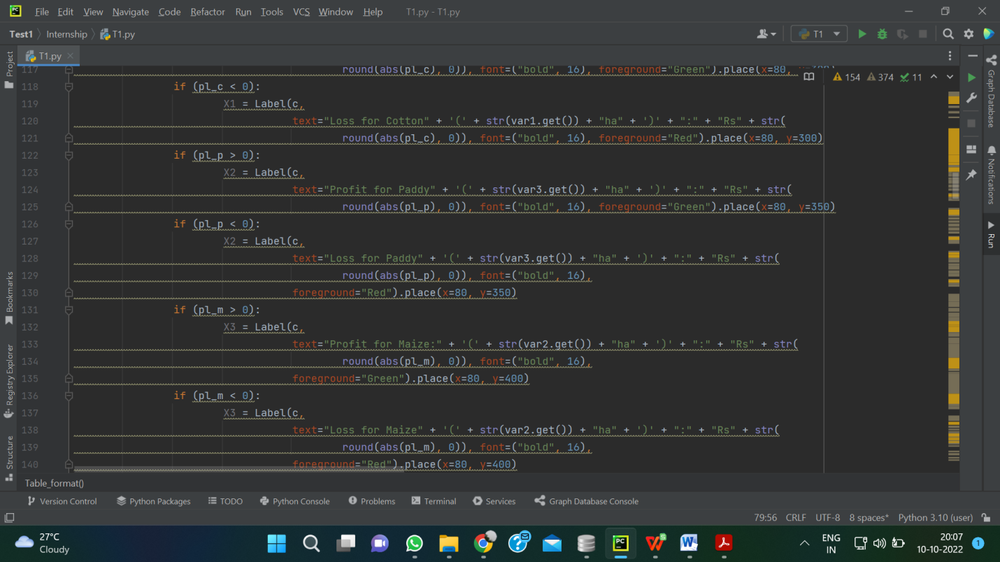 File Edit View Navigate Code Refactor Run Tools VCS Window Help T1.py - T1.py
Test1 Internship T1.py
T1
T1.py
Project
154 374 11
117 round(abs(pl_c), 0)), font=("bold", 16), foreground="Green").place(x=80, y=300)
118 if (pl_c < 0):
119 X1 = Label(c,
120 text="Loss for Cotton" + '(' + str(var1.get()) + "ha" + ')' + ":" + "Rs" + str(
121 round(abs(pl_c), 0)), font=("bold", 16), foreground="Red").place(x=80, y=300)
122 if (pl_p > 0):
123 X2 = Label(c,
124 text="Profit for Paddy" + '(' + str(var3.get()) + "ha" + ')' + ":" + "Rs" + str(
125 round(abs(pl_p), 0)), font=("bold", 16), foreground="Green").place(x=80, y=350)
126 if (pl_p < 0):
127 X2 = Label(c,
128 text="Loss for Paddy" + '(' + str(var3.get()) + "ha" + ')' + ":" + "Rs" + str(
129 round(abs(pl_p), 0)), font=("bold", 16),
130 foreground="Red").place(x=80, y=350)
131 if (pl_m > 0):
132 X3 = Label(c,
133 text="Profit for Maize:" + '(' + str(var2.get()) + "ha" + ')' + ":" + "Rs" + str(
134 round(abs(pl_m), 0)), font=("bold", 16),
135 foreground="Green").place(x=80, y=400)
136 if (pl_m < 0):
137 X3 = Label(c,
138 text="Loss for Maize" + '(' + str(var2.get()) + "ha" + ')' + ":" + "Rs" + str(
139 round(abs(pl_m), 0)), font=("bold", 16),
140 foreground="Red").place(x=80, y=400)
Bookmarks
Registry Explorer
Structure
Graph Database
Notifications
Run
Table_format()
Version Control Python Packages TODO Python Console Problems Terminal Services Graph Database Console
79:56 CRLF UTF-8 8 spaces* Python 3.10 (user)
27°C
Cloudy
ENG
IN
20:07
10-10-2022
1